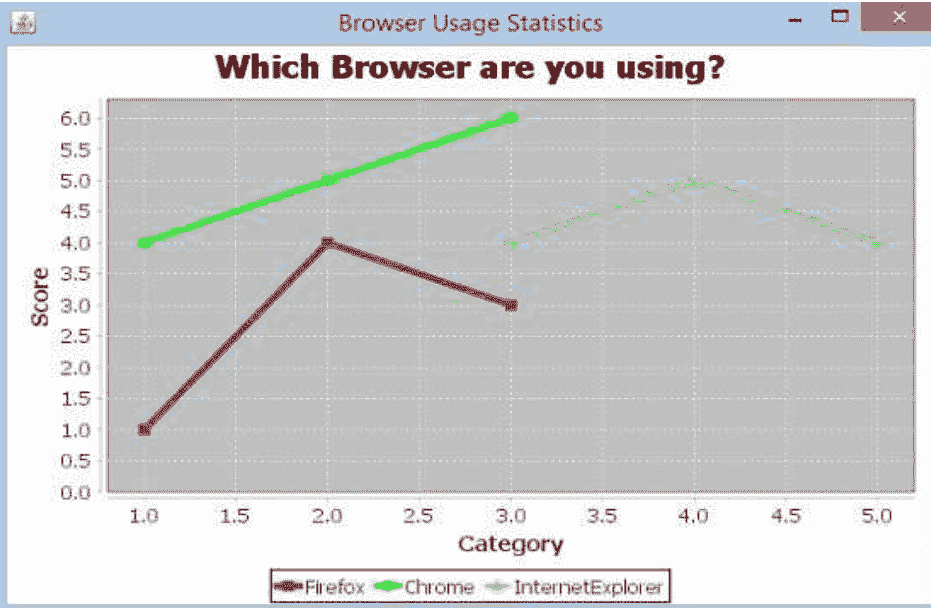 Browser Usage Statistics
Which Browser are you using?
6.0
5.5
5.0
4.5
4.0
3.5
3.0
2.5
2.0
1.5
1.0
0.5
0.0
Score
1.0 1.5 2.0 2.5 3.0 3.5 4.0 4.5 5.0
Category
Firefox Chrome InternetExplorer